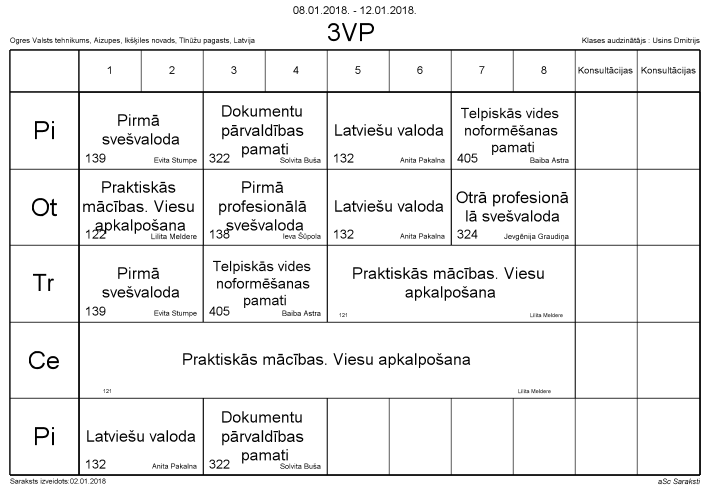 08.01.2018. - 12.01.2018.
3VP
Ogres Valsts tehnikums, Aizupes, Ikšķiles novads, Tīnūžu pagasts, Latvija
Klases audzinātājs : Usins Dmitrijs
1 2 3 4 5 6 7 8 Konsultācijas Konsultācijas
Pi
Pirmā
svešvaloda
139 Evita Stumpe
Dokumentu
pārvaldības
pamati
322 Solvita Buša
Latviešu valoda
132 Anita Pakalna
Telpiskās vides
noformēšanas
pamati
405 Baiba Astra
Ot
Praktiskās
mācības. Viesu
apkalpošana
122 Lilita Meldere
Pirmā
profesionālā
svešvaloda
138 Ieva Šūpola
Latviešu valoda
132 Anita Pakalna
Otrā profesionā
lā svešvaloda
324 Jevgēnija Graudiņa
Tr
Pirmā
svešvaloda
139 Evita Stumpe
Telpiskās vides
noformēšanas
pamati
405 Baiba Astra
Praktiskās mācības. Viesu
apkalpošana
121 Lilita Meldere
Ce
Praktiskās mācības. Viesu apkalpošana
121 Lilita Meldere
Pi
Latviešu valoda
132 Anita Pakalna
Dokumentu
pārvaldības
pamati
322 Solvita Buša
Saraksts izveidots:02.01.2018
aSc Saraksti